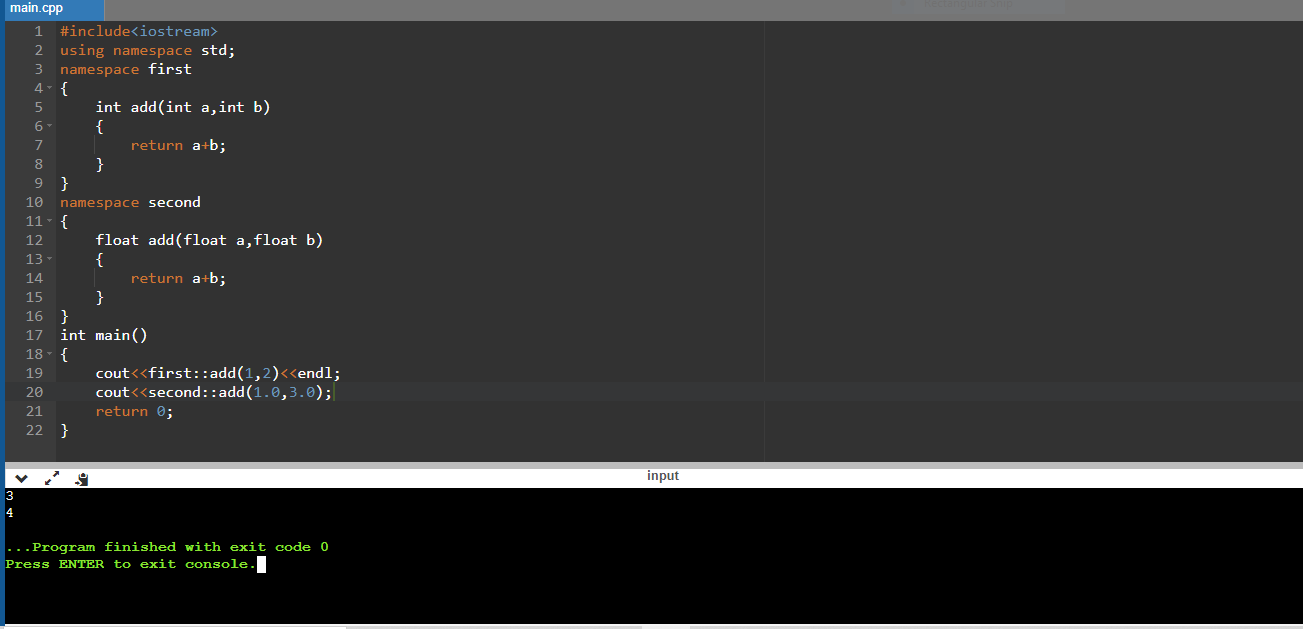 main.cpp
1 #include<iostream>
2 using namespace std;
3 namespace first
4 {
5     int add(int a,int b)
6     {
7         return a+b;
8     }
9 }
10 namespace second
11 {
12     float add(float a,float b)
13     {
14         return a+b;
15     }
16 }
17 int main()
18 {
19     cout<<first::add(1,2)<<endl;
20     cout<<second::add(1.0,3.0);
21     return 0;
22 }
input
3
4
...Program finished with exit code 0
Press ENTER to exit console.